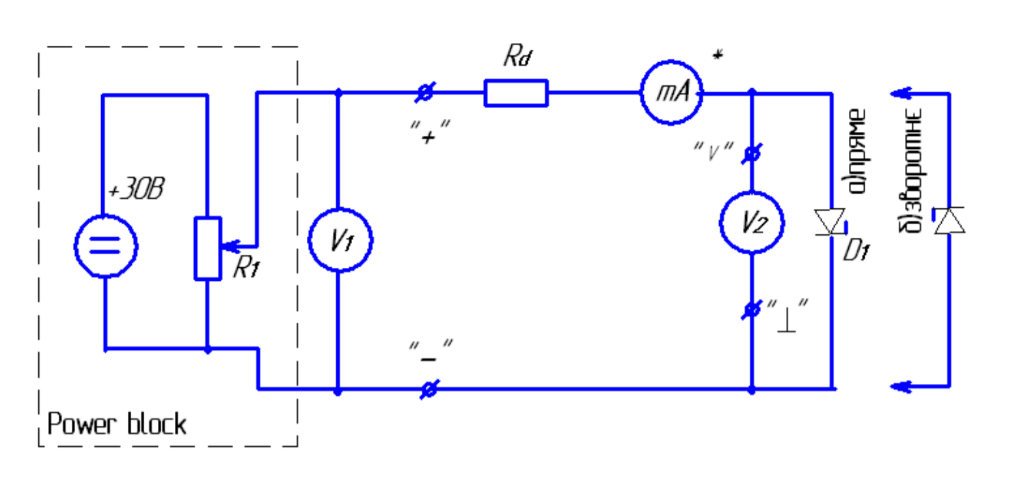 Rd
*
mA
"+"
"V"
а)пряме
б)зворотнє
+30В
V1
V2
R1
D1
"⊥"
"−"
Power block